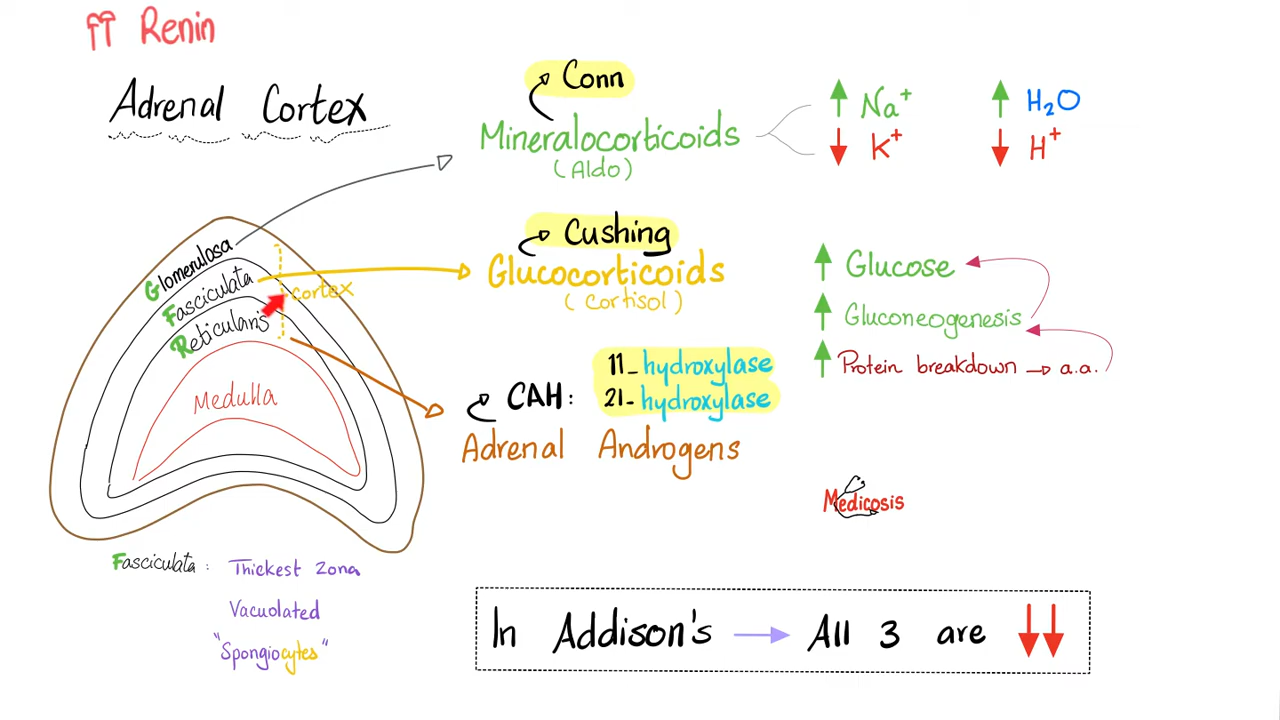 ↑↑ Renin
Adrenal Cortex
Conn
Mineralocorticoids
(Aldo)
↑ Na+
↓ K+
↑ H2O
↓ H+
Glomerulosa
Fasciculata
Reticularis
cortex
Medulla
Cushing
Glucocorticoids
(Cortisol)
↑ Glucose
↑ Gluconeogenesis
↑ Protein breakdown → a.a.
CAH: 11-hydroxylase
21-hydroxylase
Adrenal Androgens
Medicosis
Fasciculata: Thickest Zona
Vacuolated
"Spongiocytes"
In Addison's → All 3 are ↓↓